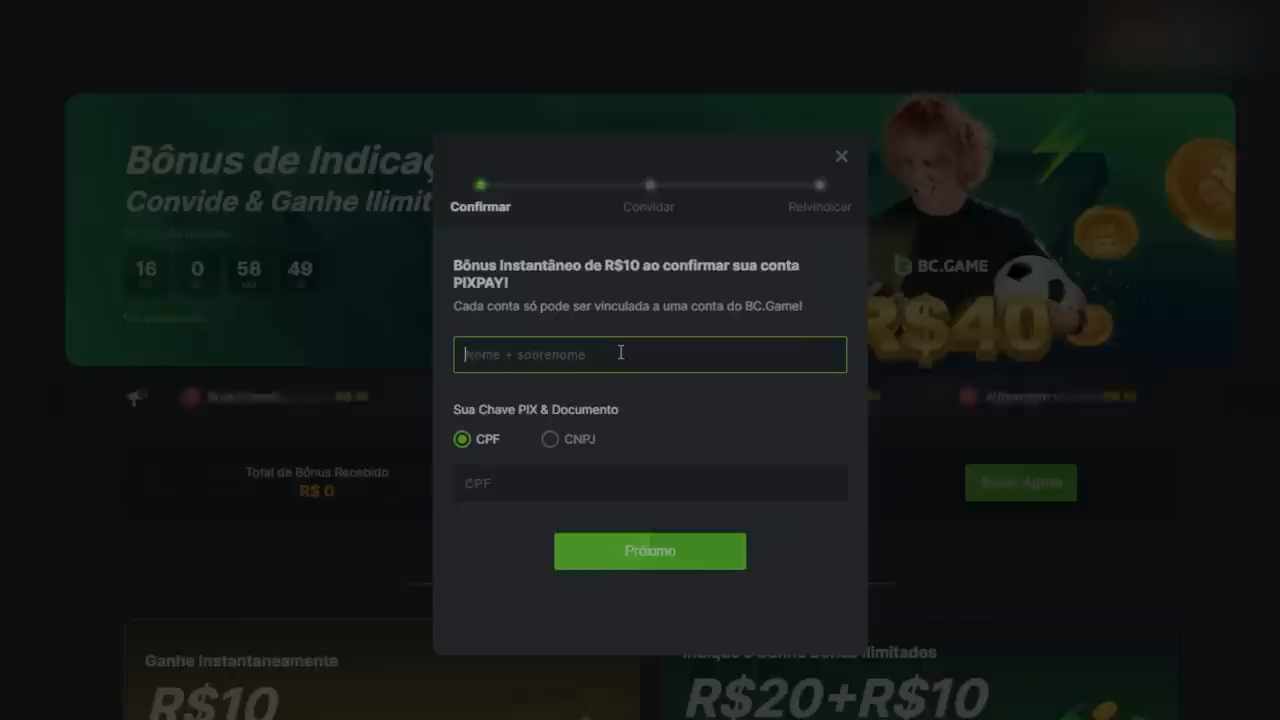 Bônus de Indicaç
Convide & Ganhe Ilimit
16 0 58 49
Confirmar
Convidar
Reivindicar
Bônus Instantâneo de R$10 ao confirmar sua conta
PIXPAY!
Cada conta só pode ser vinculada a uma conta do BC.Game!
Nome + sobrenome
Sua Chave PIX & Documento
CPF
CNPJ
CPF
Próximo
BC.GAME
R$40
Total de Bônus Recebido
R$ 0
Ganhe Instantaneamente
R$10
Ilimitados
R$20+R$10